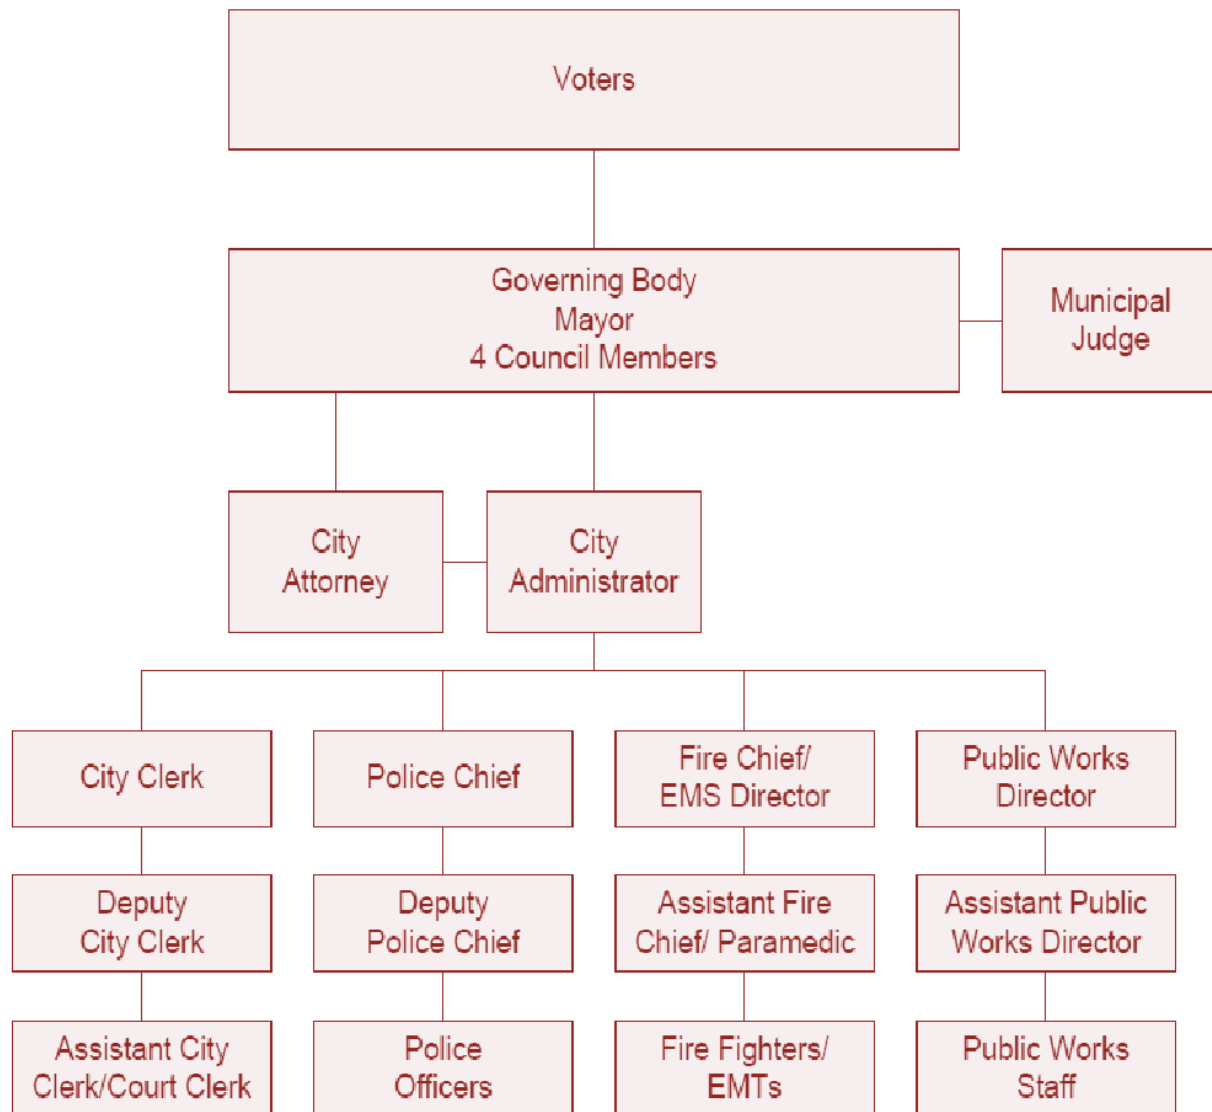 Voters
Governing Body
Mayor
4 Council Members
Municipal
Judge
City
Attorney
City
Administrator
City Clerk
Police Chief
Fire Chief/
EMS Director
Public Works
Director
Deputy
City Clerk
Deputy
Police Chief
Assistant Fire
Chief/ Paramedic
Assistant Public
Works Director
Assistant City
Clerk/Court Clerk
Police
Officers
Fire Fighters/
EMTs
Public Works
Staff